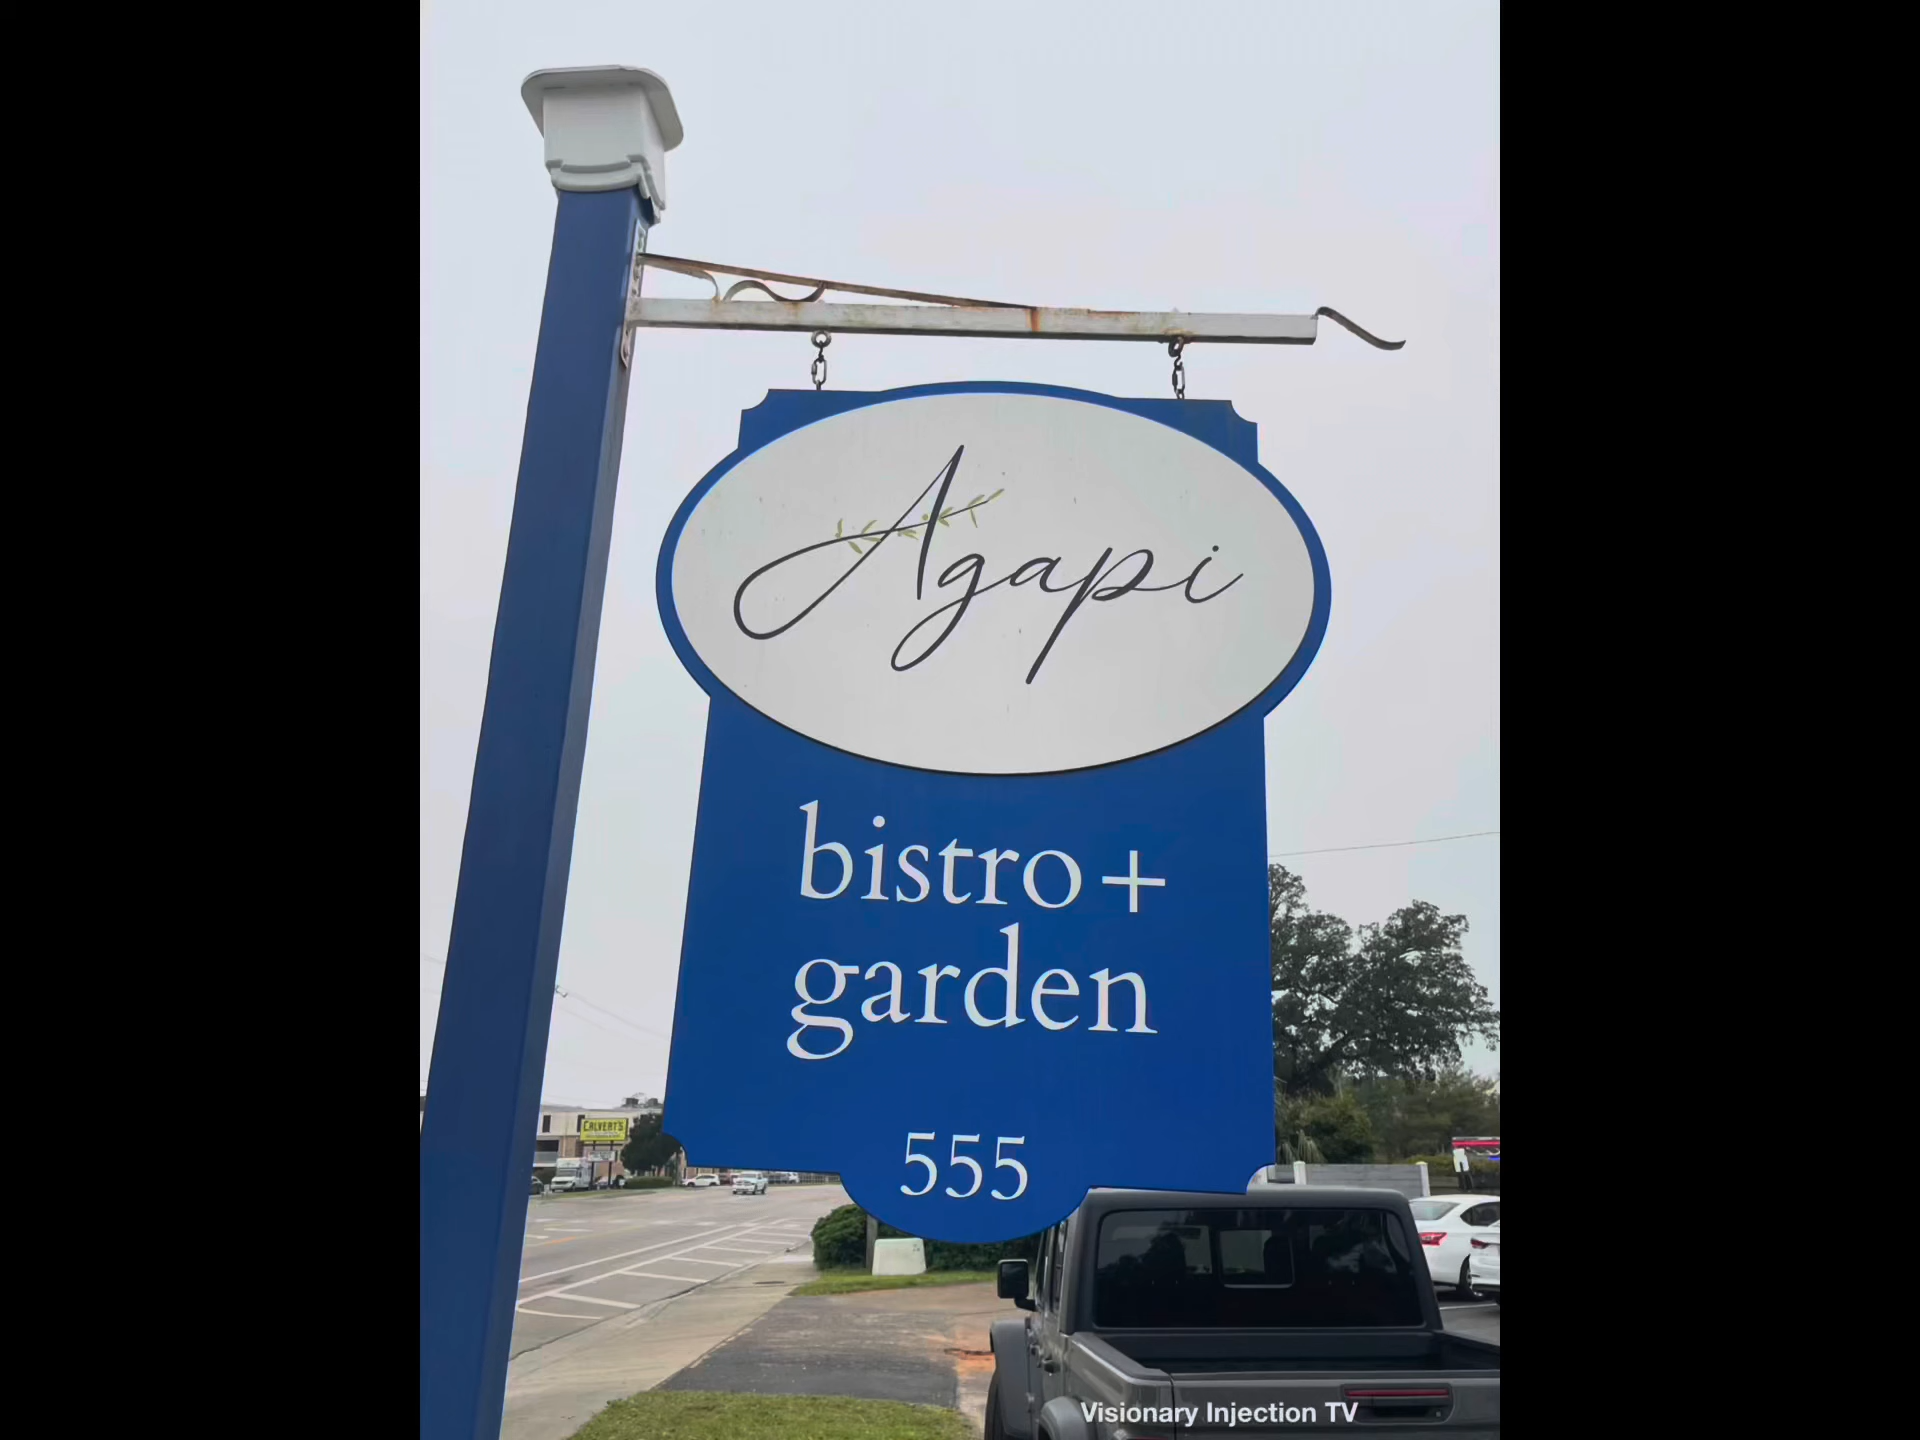 Agapi
bistro +
garden
555
CALVERT'S
Visionary Injection TV